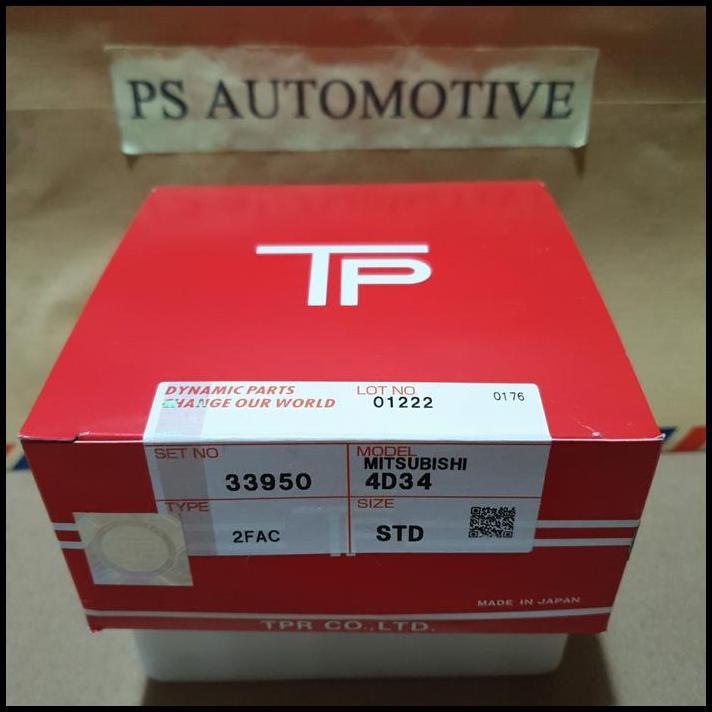 PS AUTOMOTIVE
TP
DYNAMIC PARTS
CHANGE OUR WORLD
LOT NO
01222
0176
SET NO
33950
MODEL
MITSUBISHI
4D34
TYPE
2FAC
SIZE
STD
MADE IN JAPAN
TPR CO.,LTD.